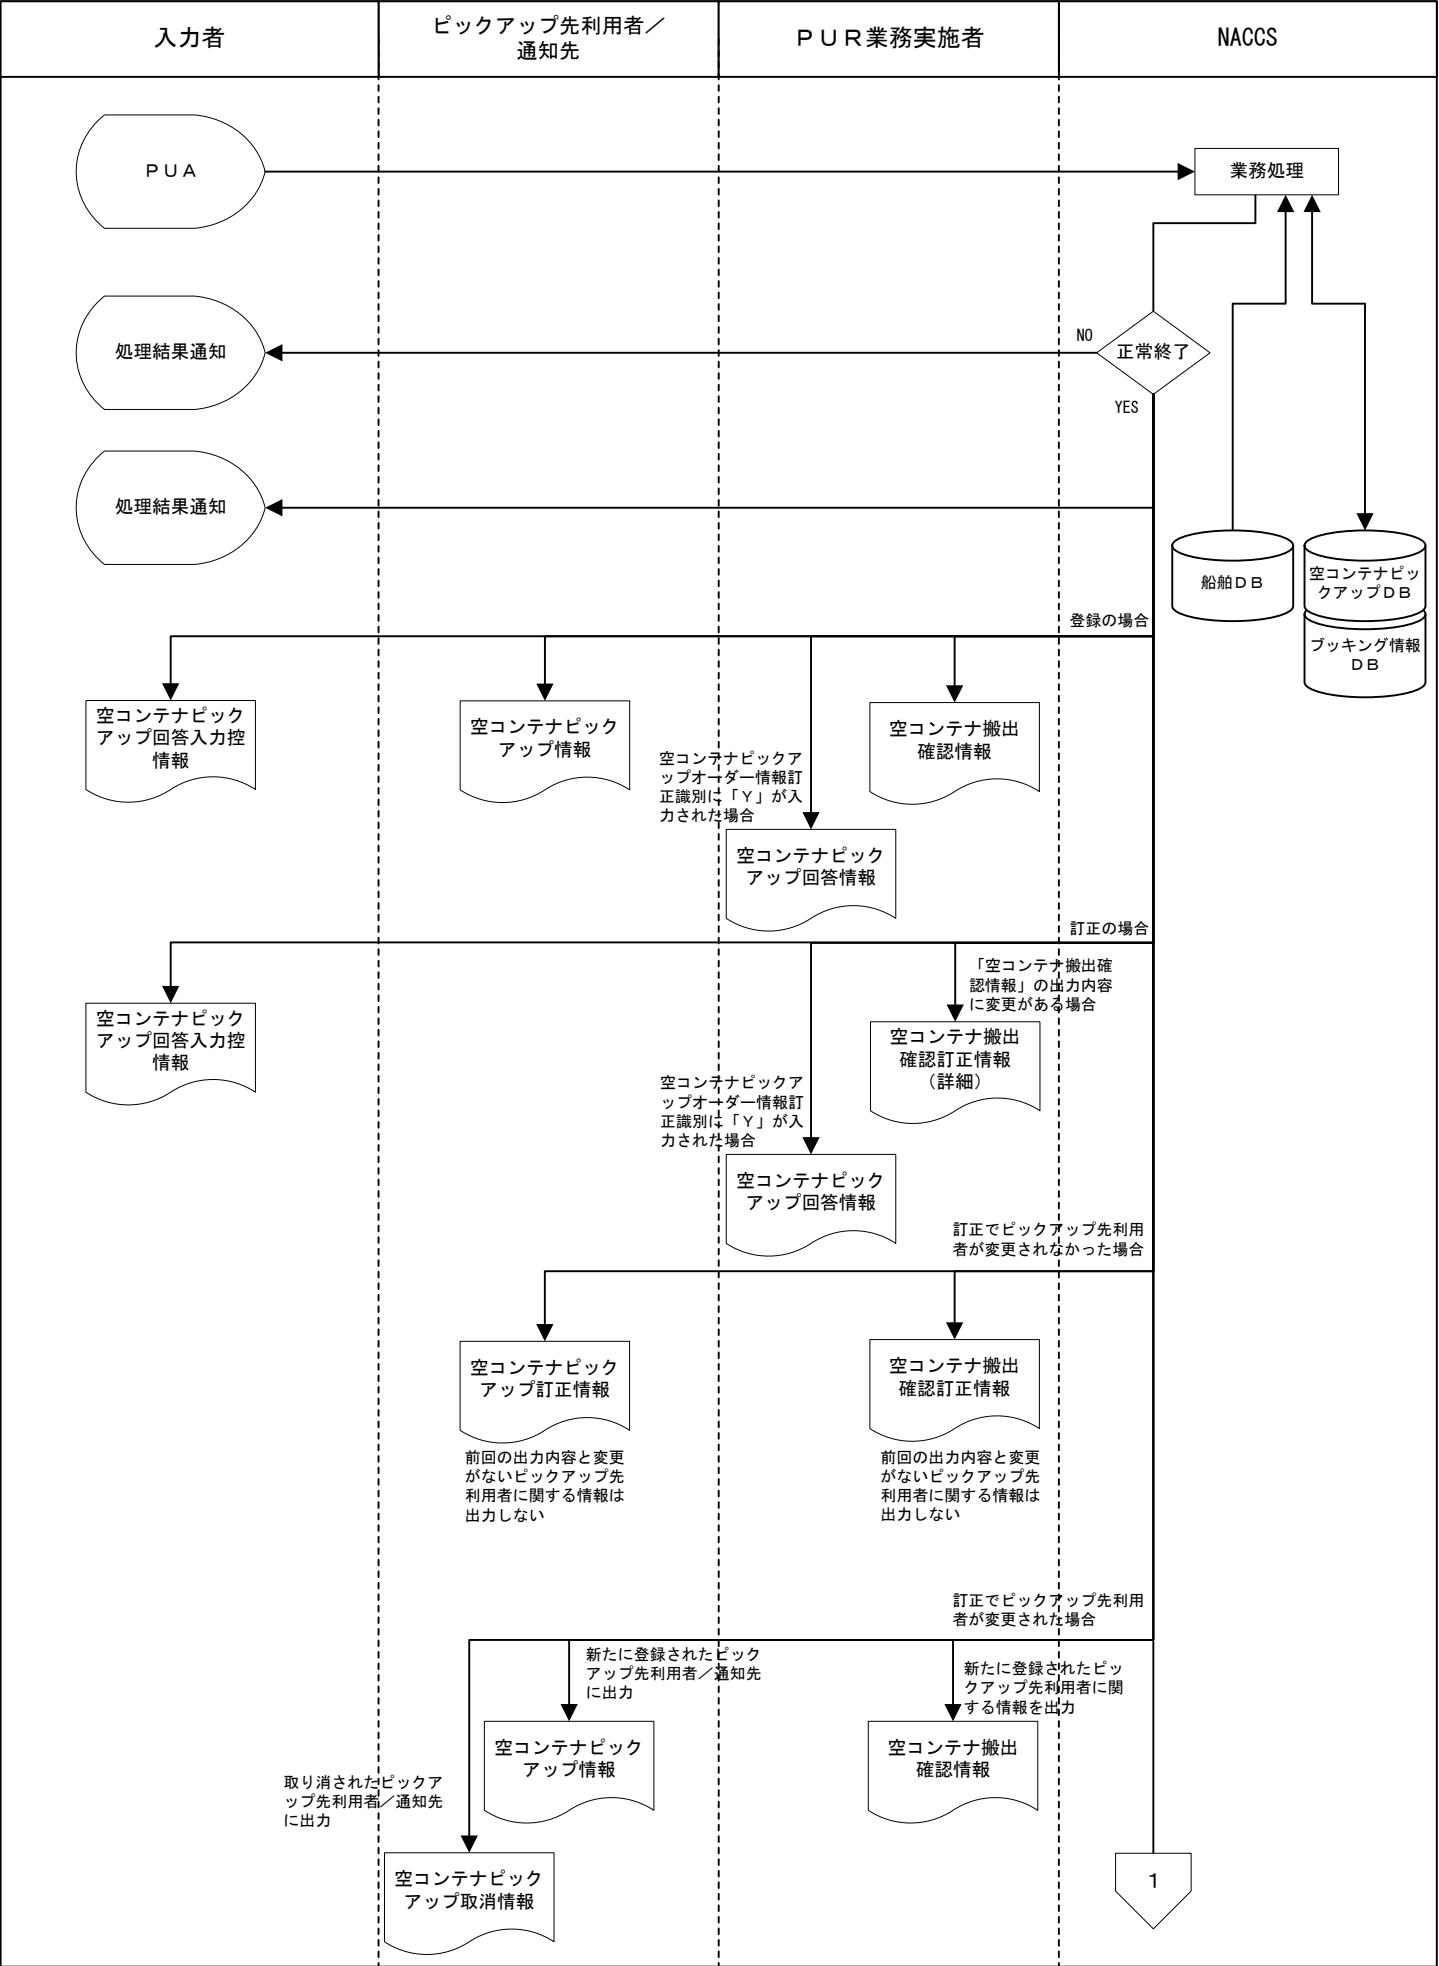 入力者
ピックアップ先利用者／
通知先
ＰＵＲ業務実施者
NACCS
ＰＵＡ
業務処理
処理結果通知
NO
正常終了
YES
処理結果通知
船舶ＤＢ
空コンテナピッ
クアップＤＢ
ブッキング情報
ＤＢ
登録の場合
空コンテナピック
アップ回答入力控
情報
空コンテナピック
アップ情報
空コンテナピックア
ップオーダー情報訂
正識別に「Ｙ」が入
力された場合
空コンテナ搬出
確認情報
空コンテナピック
アップ回答情報
訂正の場合
空コンテナピック
アップ回答入力控
情報
「空コンテナ搬出確
認情報」の出力内容
に変更がある場合
空コンテナ搬出
確認訂正情報
（詳細）
空コンテナピックア
ップオーダー情報訂
正識別に「Ｙ」が入
力された場合
空コンテナピック
アップ回答情報
訂正でピックアップ先利用
者が変更されなかった場合
空コンテナピック
アップ訂正情報
前回の出力内容と変更
がないピックアップ先
利用者に関する情報は
出力しない
空コンテナ搬出
確認訂正情報
前回の出力内容と変更
がないピックアップ先
利用者に関する情報は
出力しない
訂正でピックアップ先利用
者が変更された場合
新たに登録されたピック
アップ先利用者／通知先
に出力
新たに登録されたピッ
クアップ先利用者に関
する情報を出力
空コンテナピック
アップ情報
空コンテナ搬出
確認情報
取り消されたピックア
ップ先利用者／通知先
に出力
空コンテナピック
アップ取消情報
1